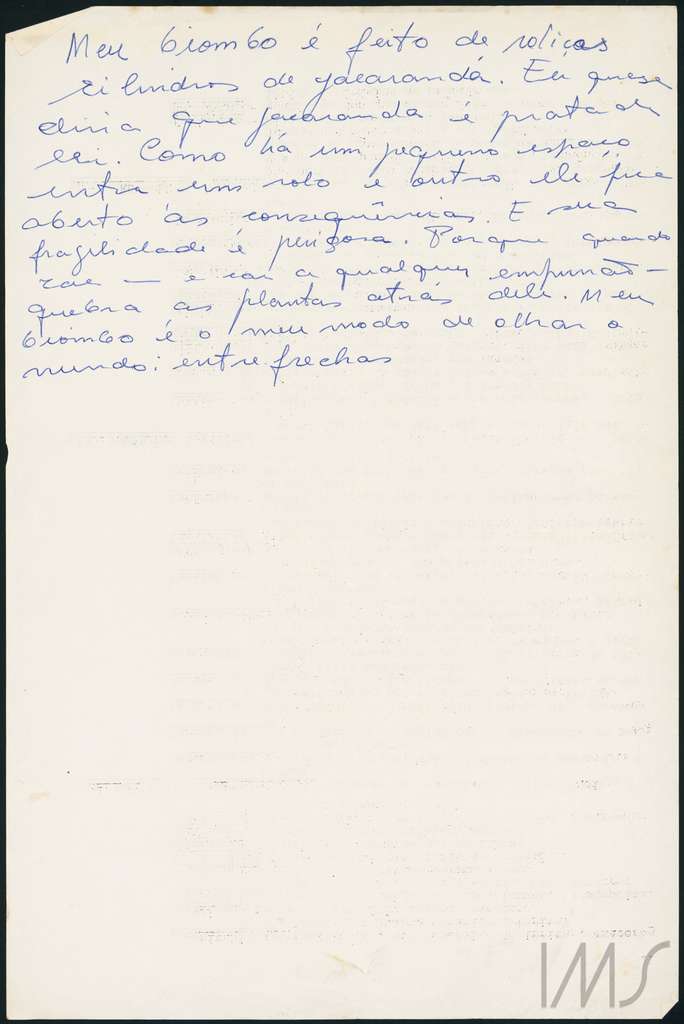 Meu biombo é feito de roliços
cilindros de jacarandá. Eu quase
diria que jacarandá é prata de
lei. Como há um pequeno espaço
entre um rolo e outro ele fica
aberto às consequências. E sua
fragilidade é perigosa. Porque quando
cae — e cai a qualquer empurrão —
quebra as plantas atrás dele. Meu
biombo é o meu modo de olhar o
mundo: entre frechas
IMS